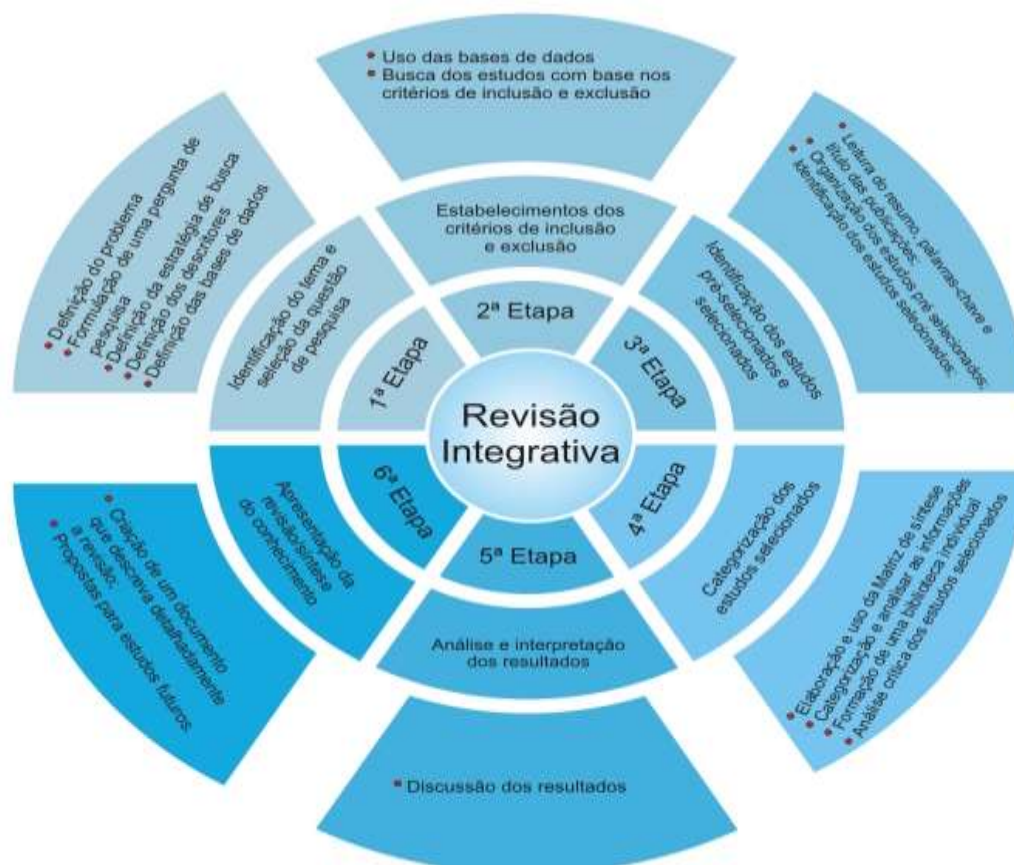 Revisão
Integrativa
1ª Etapa
Identificação do tema e
seleção da questão
de pesquisa
Definição do problema
Formulação de uma pergunta de
pesquisa
Definição da estratégia de busca
Definição dos descritores
Definição das bases de dados
2ª Etapa
Estabelecimentos dos
critérios de inclusão
e exclusão
Uso das bases de dados
Busca dos estudos com base nos
critérios de inclusão e exclusão
3ª Etapa
Identificação dos estudos
pré-selecionados e
selecionados
Leitura do resumo, palavras-chave e
título das publicações;
Organização dos estudos pré selecionados;
Identificação dos estudos selecionados;
4ª Etapa
Categorização dos
estudos selecionados
Elaboração e uso da Matriz de síntese
Categorização e analisar as informações
Formação de uma biblioteca individual
Análise crítica dos estudos selecionados
5ª Etapa
Análise e interpretação
dos resultados
Discussão dos resultados
6ª Etapa
Apresentação da
revisão/síntese
do conhecimento
Criação de um documento
que descreva detalhadamente
a revisão;
Propostas para estudos futuros.